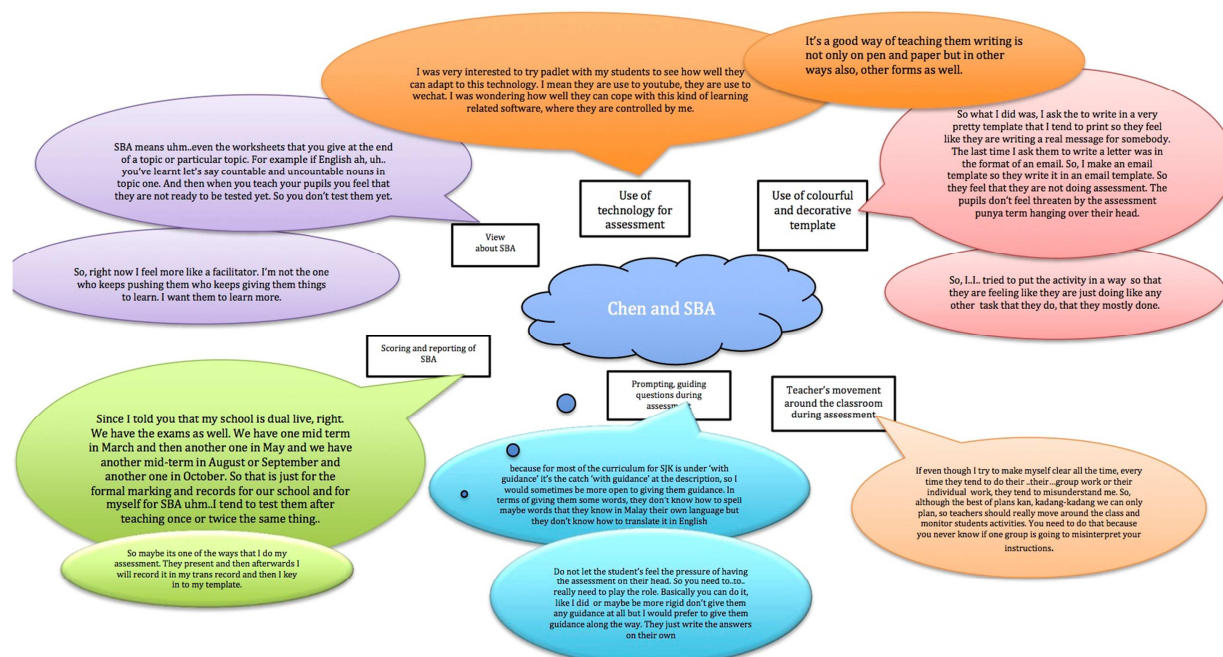 It's a good way of teaching them writing is
not only on pen and paper but in other
ways also, other forms as well.
I was very interested to try padlet with my students to see how well they
can adapt to this technology. I mean they are use to youtube, they are use to
wechat. I was wondering how well they can cope with this kind of learning
related software, where they are controlled by me.
So what I did was, I ask the to write in a very
pretty template that I tend to print so they feel
like they are writing a real message for somebody.
The last time I ask them to write a letter was in
the format of an email. So, I make an email
template so they write it in an email template. So
they feel that they are not doing assessment. The
pupils don't feel threaten by the assessment
punya term hanging over their head.
SBA means uhm..even the worksheets that you give at the end
of a topic or particular topic. For example if English ah, uh..
you've learnt let's say countable and uncountable nouns in
topic one. And then when you teach your pupils you feel that
they are not ready to be tested yet. So you don't test them yet.
Use of
technology for
assessment
Use of colourful
and decorative
template
View
about SBA
So, right now I feel more like a facilitator. I'm not the one
who keeps pushing them who keeps giving them things
to learn. I want them to learn more.
So, I..I.. tried to put the activity in a way so that
they are feeling like they are just doing like any
other task that they do, that they mostly done.
Chen and SBA
Scoring and reporting of
SBA
Prompting, guiding
questions during
assessment
Teacher's movement
around the classroom
during assessment
Since I told you that my school is dual live, right.
We have the exams as well. We have one mid term
in March and then another one in May and we have
another mid-term in August or September and
another one in October. So that is just for the
formal marking and records for our school and for
myself for SBA uhm..I tend to test them after
teaching once or twice the same thing..
because for most of the curriculum for SJK is under 'with
guidance' it's the catch 'with guidance' at the description, so I
would sometimes be more open to giving them guidance. In
terms of giving them some words, they don't know how to spell
maybe words that they know in Malay their own language but
they don't know how to translate it in English
If even though I try to make myself clear all the time, every
time they tend to do their ..their...group work or their
individual work, they tend to misunderstand me. So,
although the best of plans kan, kadang-kadang we can only
plan, so teachers should really move around the class and
monitor students activities. You need to do that because
you never know if one group is going to misinterpret your
instructions.
So maybe its one of the ways that I do my
assessment. They present and then afterwards I
will record it in my trans record and then I key
in to my template.
Do not let the student's feel the pressure of having
the assessment on their head. So you need to..to..
really need to play the role. Basically you can do it,
like I did or maybe be more rigid don't give them
any guidance at all but I would prefer to give them
guidance along the way. They just write the answers
on their own